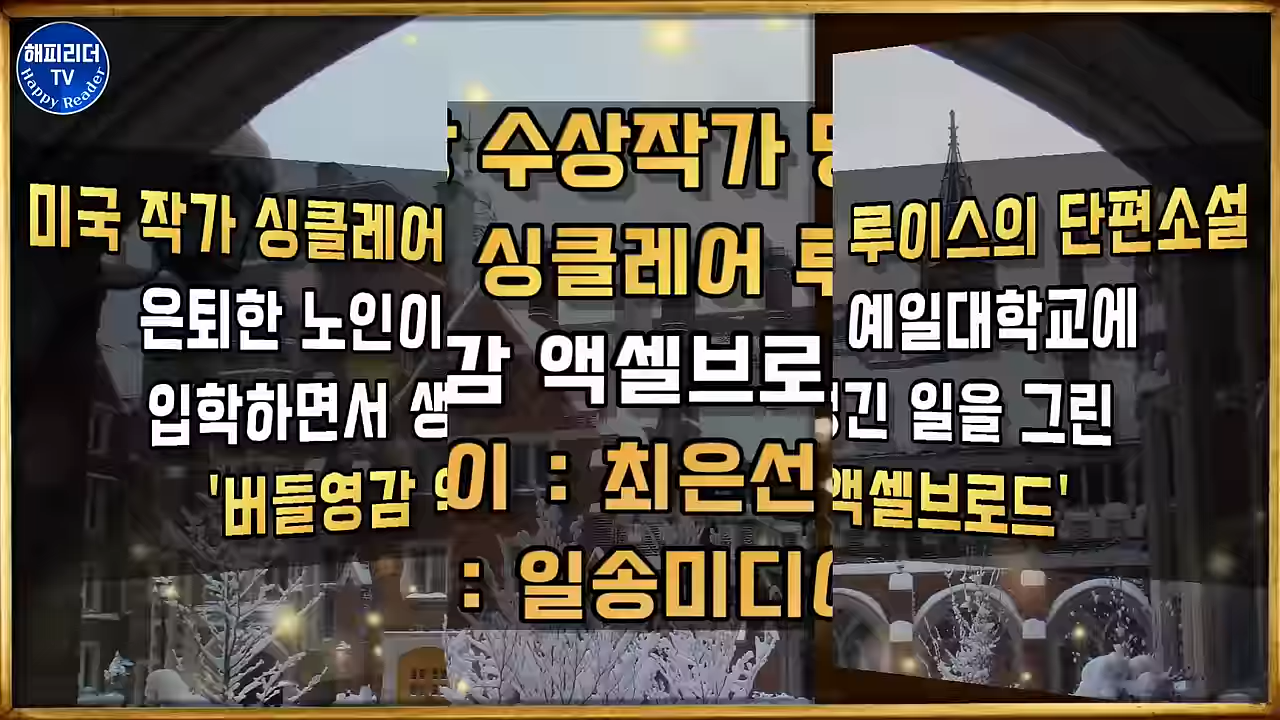 해피리더
TV
Happy Reader
미국 작가 싱클레어
은퇴한 노인이
입학하면서
'버들영감
수상작가
싱클레어
감 액셀브로
이 : 최은선
: 일송미디어
루이스의 단편소설
예일대학교에
긴 일을 그린
액셀브로드'